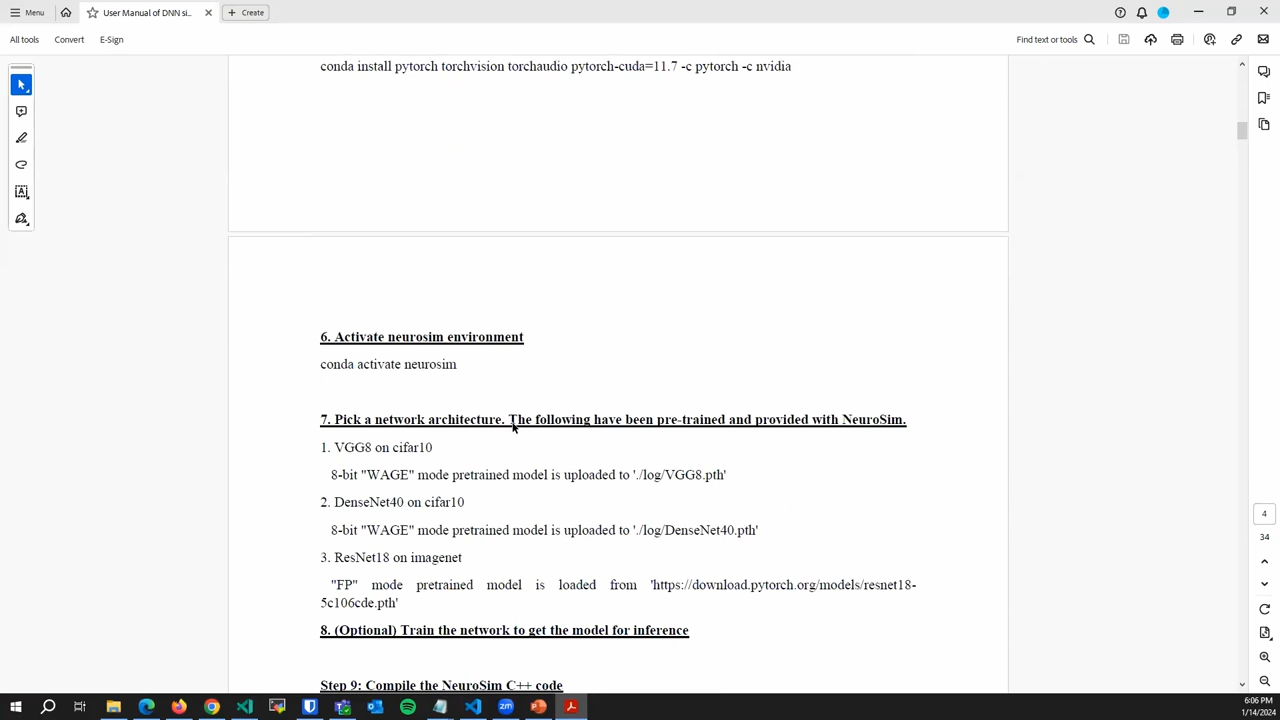 Menu
User Manual of DNN si...
Create
All tools
Convert
E-Sign
Find text or tools
conda install pytorch torchvision torchaudio pytorch-cuda=11.7 -c pytorch -c nvidia
6. Activate neurosim environment
conda activate neurosim
7. Pick a network architecture. The following have been pre-trained and provided with NeuroSim.
1. VGG8 on cifar10
8-bit "WAGE" mode pretrained model is uploaded to './log/VGG8.pth'
2. DenseNet40 on cifar10
8-bit "WAGE" mode pretrained model is uploaded to './log/DenseNet40.pth'
3. ResNet18 on imagenet
"FP" mode pretrained model is loaded from 'https://download.pytorch.org/models/resnet18-
5c106cde.pth'
8. (Optional) Train the network to get the model for inference
Step 9: Compile the NeuroSim C++ code
4
34
6:06 PM
1/14/2024